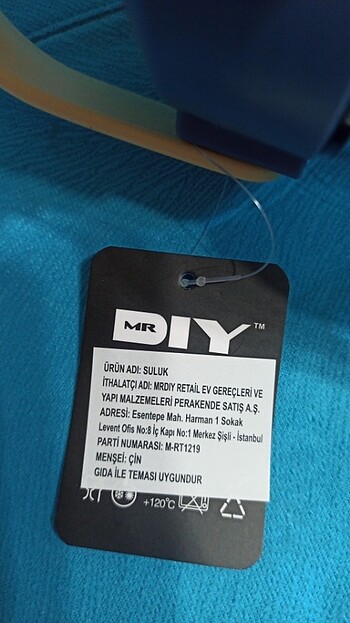 MR DIY™
ÜRÜN ADI: SULUK
İTHALATÇI ADI: MRDIY RETAIL EV GEREÇLERİ VE
YAPI MALZEMELERİ PERAKENDE SATIŞ A.Ş.
ADRESİ: Esentepe Mah. Harman 1 Sokak
Levent Ofis No:8 İç Kapı No:1 Merkez Şişli - İstanbul
PARTİ NUMARASI: M-RT1219
MENŞEİ: ÇİN
GIDA İLE TEMASI UYGUNDUR
+120°C